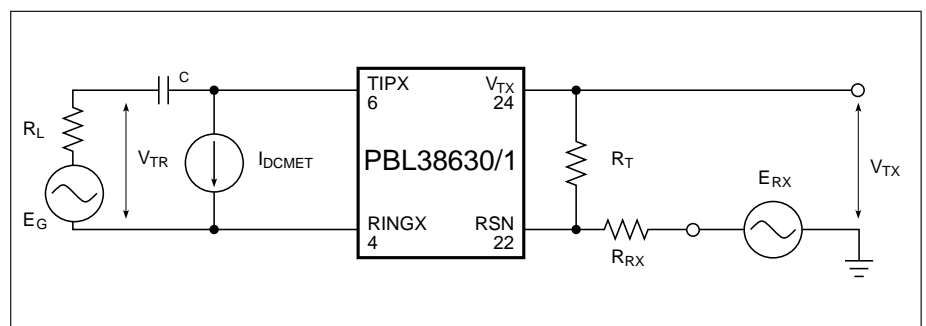 C
TIPX
6
V_TX
24
R_L
V_TR
I_DCMET
PBL38630/1
R_T
E_RX
V_TX
E_G
RINGX
4
RSN
22
R_RX